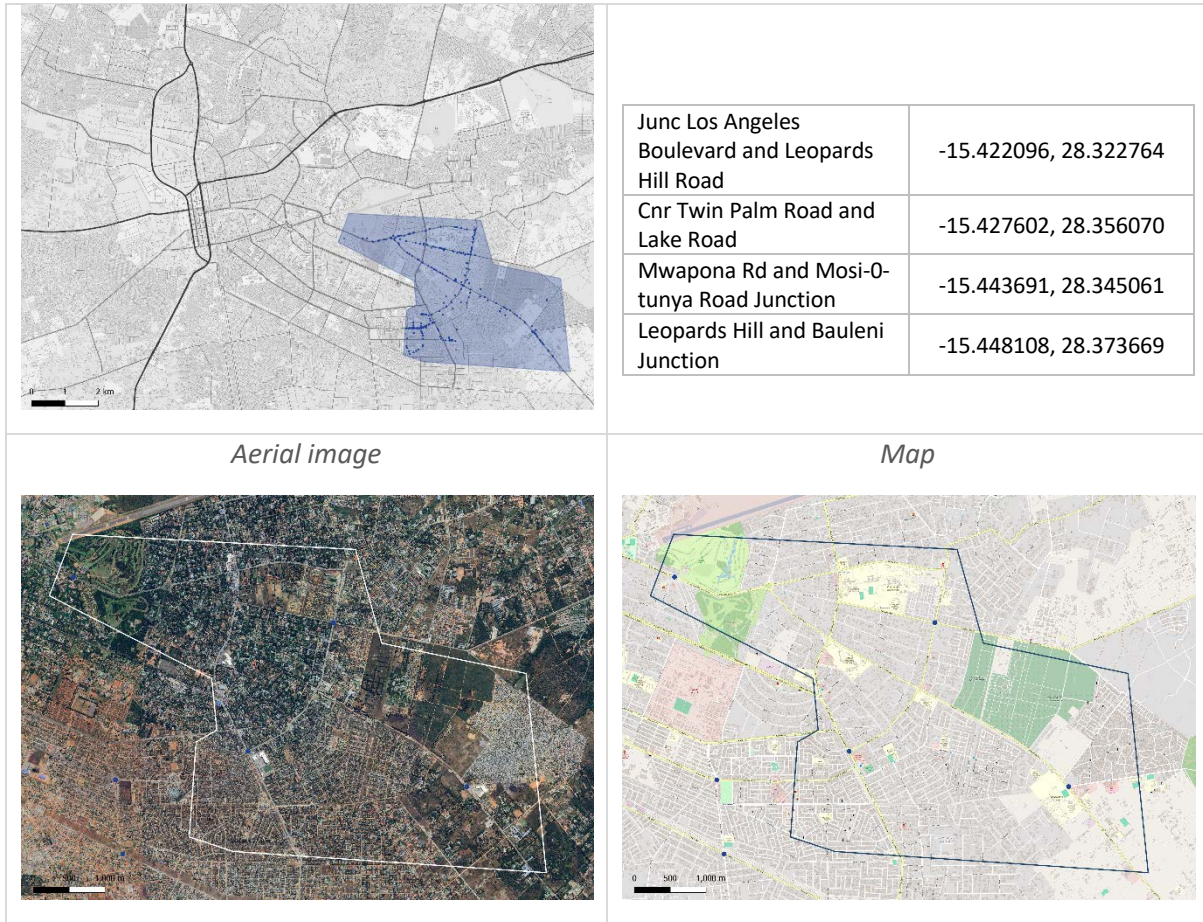 0 1 2 km
Junc Los Angeles
Boulevard and Leopards
Hill Road
-15.422096, 28.322764
Cnr Twin Palm Road and
Lake Road
-15.427602, 28.356070
Mwapona Rd and Mosi-0-
tunya Road Junction
-15.443691, 28.345061
Leopards Hill and Bauleni
Junction
-15.448108, 28.373669
Aerial image
Map
500 1,000 m
0 500 1,000 m